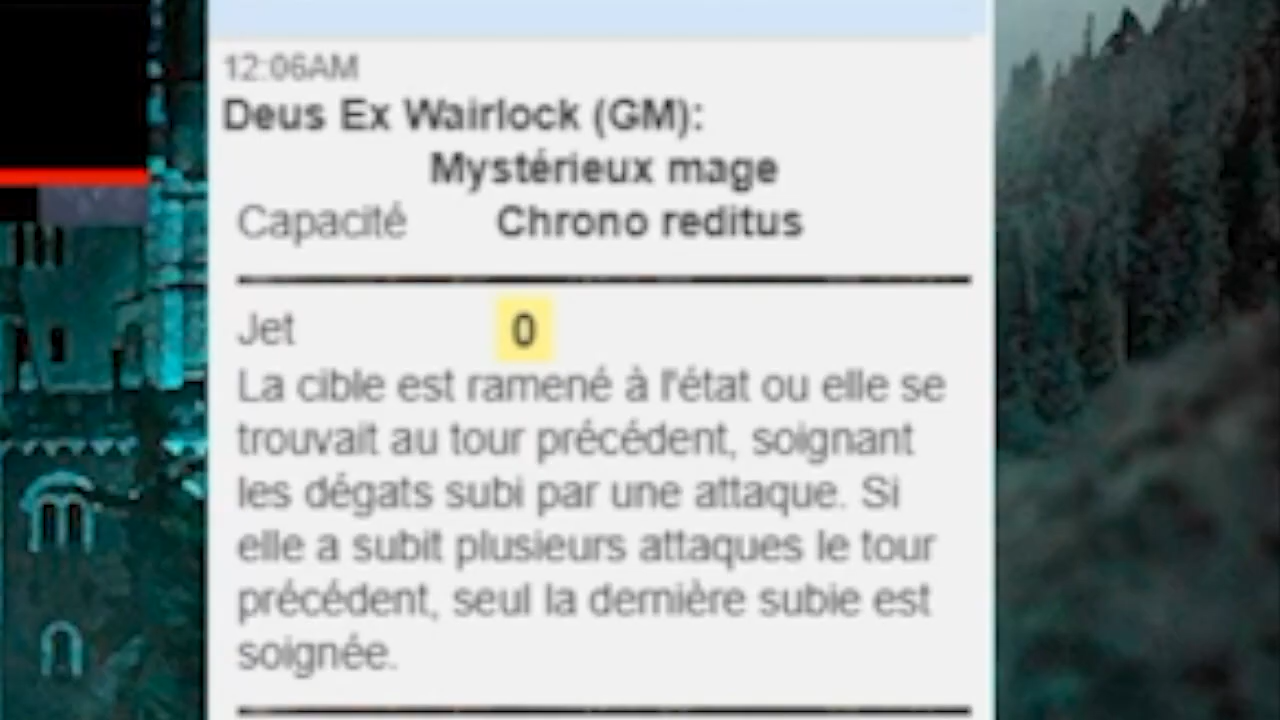 12:06AM
Deus Ex Wairlock (GM):
Mystérieux mage
Capacité Chrono reditus
Jet 0
La cible est ramené à l'état ou elle se
trouvait au tour précédent, soignant
les dégats subi par une attaque. Si
elle a subit plusieurs attaques le tour
précédent, seul la dernière subie est
soignée.